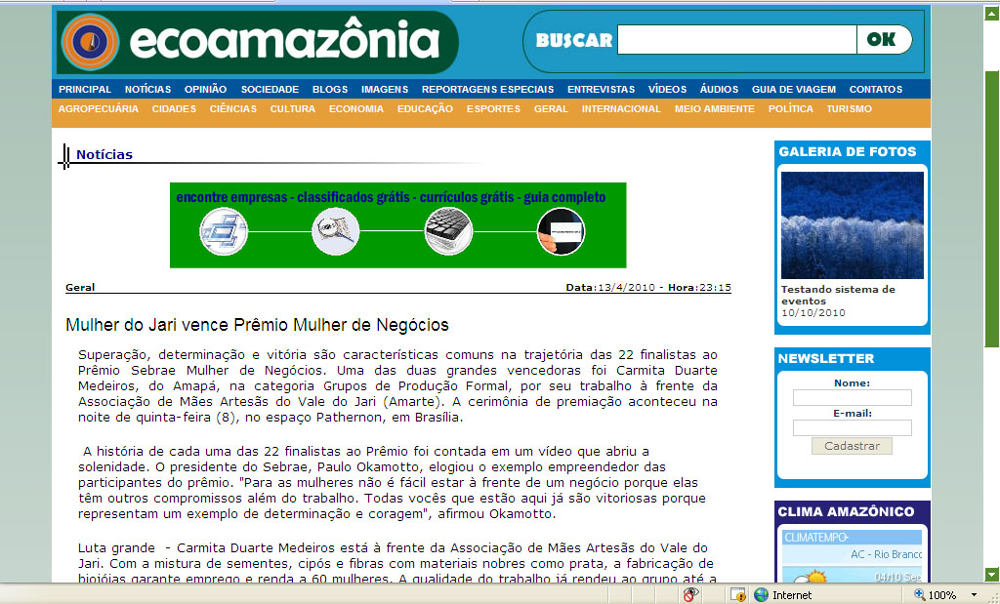 ecoamazônia
BUSCAR OK
PRINCIPAL NOTÍCIAS OPINIÃO SOCIEDADE BLOGS IMAGENS REPORTAGENS ESPECIAIS ENTREVISTAS VÍDEOS ÁUDIOS GUIA DE VIAGEM CONTATOS
AGROPECUÁRIA CIDADES CIÊNCIAS CULTURA ECONOMIA EDUCAÇÃO ESPORTES GERAL INTERNACIONAL MEIO AMBIENTE POLÍTICA TURISMO
Notícias
encontre empresas - classificados grátis - currículos grátis - guia completo
Geral Data:13/4/2010 - Hora:23:15
Mulher do Jari vence Prêmio Mulher de Negócios
Superação, determinação e vitória são características comuns na trajetória das 22 finalistas ao
Prêmio Sebrae Mulher de Negócios. Uma das duas grandes vencedoras foi Carmita Duarte
Medeiros, do Amapá, na categoria Grupos de Produção Formal, por seu trabalho à frente da
Associação de Mães Artesãs do Vale do Jari (Amarte). A cerimônia de premiação aconteceu na
noite de quinta-feira (8), no espaço Pathernon, em Brasília.
A história de cada uma das 22 finalistas ao Prêmio foi contada em um vídeo que abriu a
solenidade. O presidente do Sebrae, Paulo Okamotto, elogiou o exemplo empreendedor das
participantes do prêmio. "Para as mulheres não é fácil estar à frente de um negócio porque elas
têm outros compromissos além do trabalho. Todas vocês que estão aqui já são vitoriosas porque
representam um exemplo de determinação e coragem", afirmou Okamotto.
Luta grande - Carmita Duarte Medeiros está à frente da Associação de Mães Artesãs do Vale do
Jari. Com a mistura de sementes, cipós e fibras com materiais nobres como prata, a fabricação de
biojóias garante emprego e renda a 60 mulheres. A qualidade do trabalho já rendeu ao grupo até a
GALERIA DE FOTOS
Testando sistema de
eventos
10/10/2010
NEWSLETTER
Nome:
E-mail:
Cadastrar
CLIMA AMAZÔNICO
CLIMATEMPO
AC - Rio Branco
04/10 Seg
Internet 100%